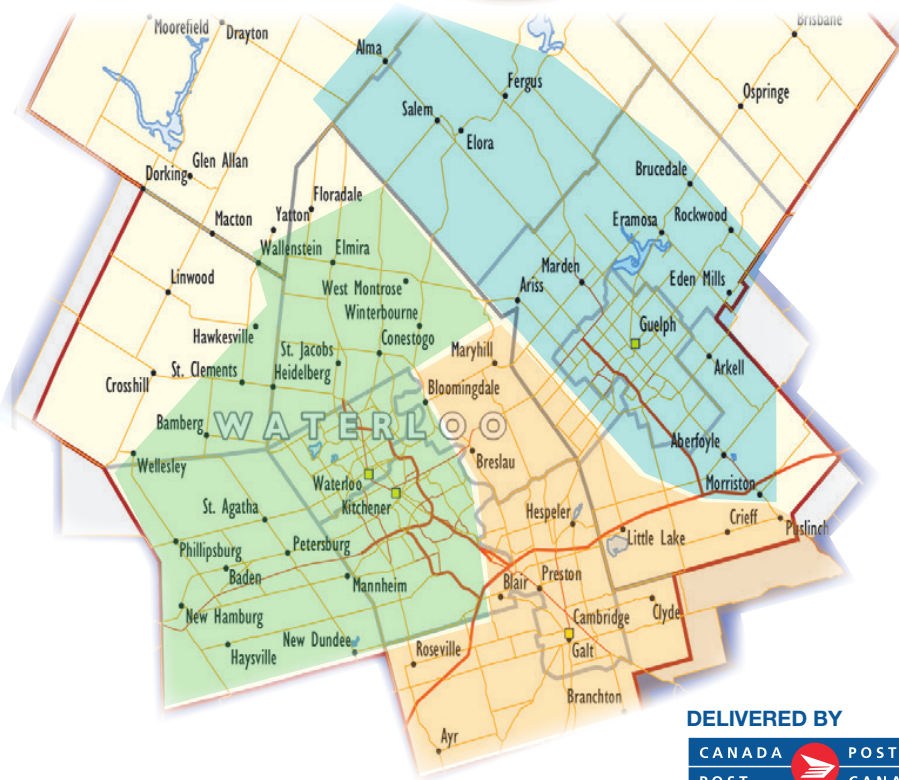 Moorefield
Drayton
Brisbane
Alma
Fergus
Ospringe
Salem
Elora
Glen Allan
Dorking
Brucedale
Floradale
Macton
Yatton
Eramosa
Rockwood
Wallenstein
Elmira
Marden
Linwood
West Montrose
Ariss
Eden Mills
Winterbourne
Hawkesville
Conestogo
Guelph
St. Jacobs
Maryhill
St. Clements
Heidelberg
Arkell
Crosshill
Bloomingdale
Bamberg
WATERLOO
Aberfoyle
Wellesley
Breslau
Waterloo
Morriston
Kitchener
St. Agatha
Hespeler
Crieff
Puslinch
Little Lake
Phillipsburg
Petersburg
Baden
Mannheim
Blair
Preston
New Hamburg
Cambridge
Clyde
New Dundee
Haysville
Roseville
Galt
Branchton
Ayr
DELIVERED BY
CANADA POST
POST CANA